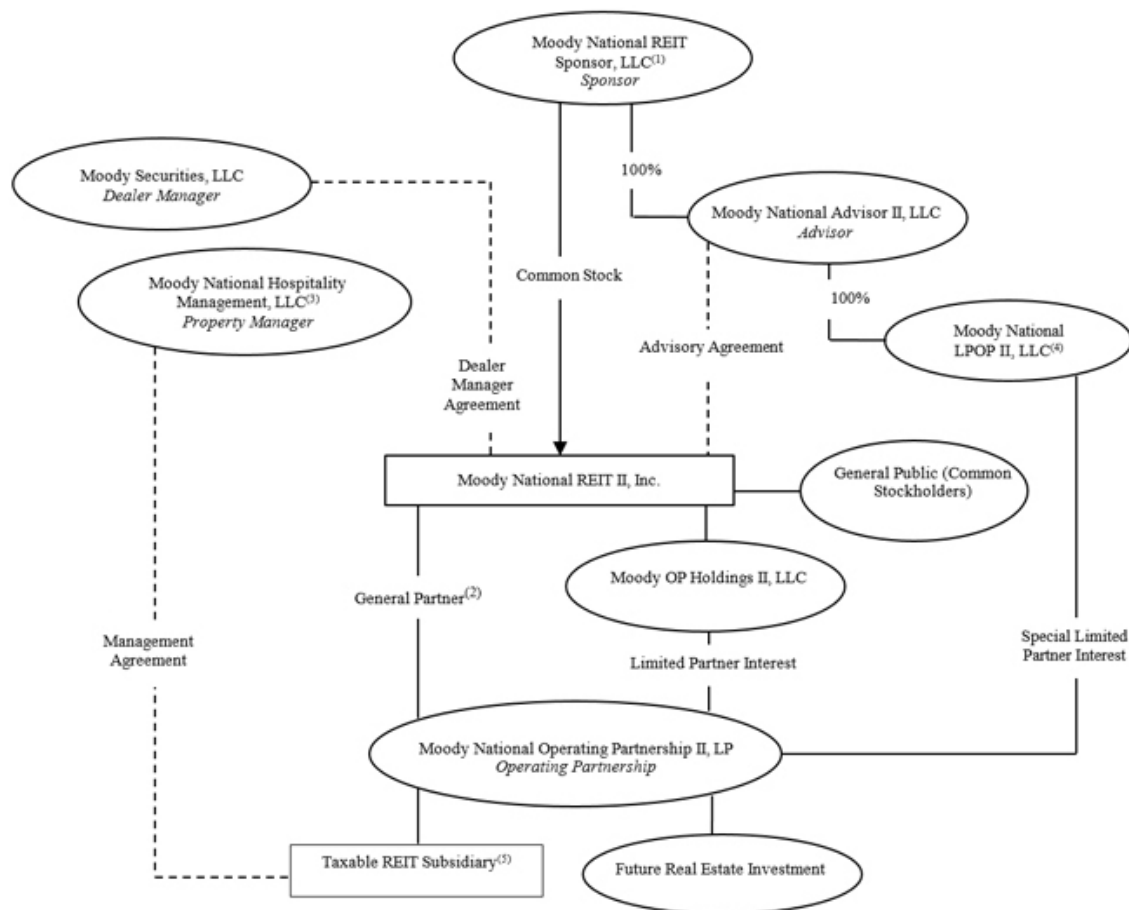 Moody National REIT
Sponsor, LLC(1)
Sponsor
Moody Securities, LLC
Dealer Manager
100%
Moody National Advisor II, LLC
Advisor
Moody National Hospitality
Management, LLC(3)
Property Manager
Common Stock
100%
Moody National
LPOP II, LLC(4)
Advisory Agreement
Dealer
Manager
Agreement
Moody National REIT II, Inc.
General Public (Common
Stockholders)
Moody OP Holdings II, LLC
General Partner(2)
Management
Agreement
Limited Partner Interest
Special Limited
Partner Interest
Moody National Operating Partnership II, LP
Operating Partnership
Taxable REIT Subsidiary(5)
Future Real Estate Investment